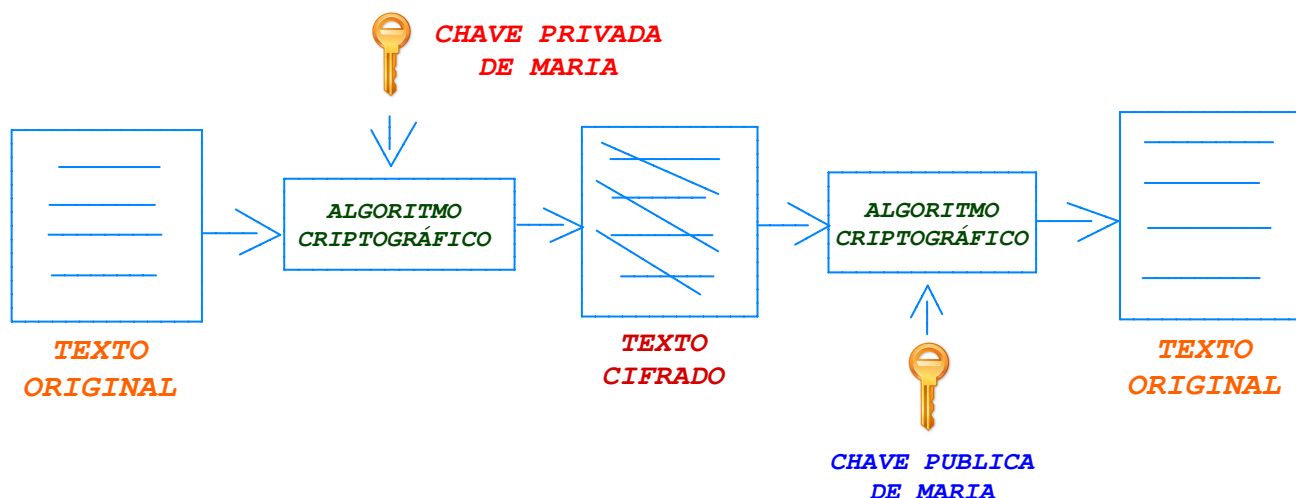 CHAVE PRIVADA
DE MARIA
ALGORITMO
CRIPTOGRÁFICO
ALGORITMO
CRIPTOGRÁFICO
TEXTO
ORIGINAL
TEXTO
CIFRADO
TEXTO
ORIGINAL
CHAVE PUBLICA
DE MARIA